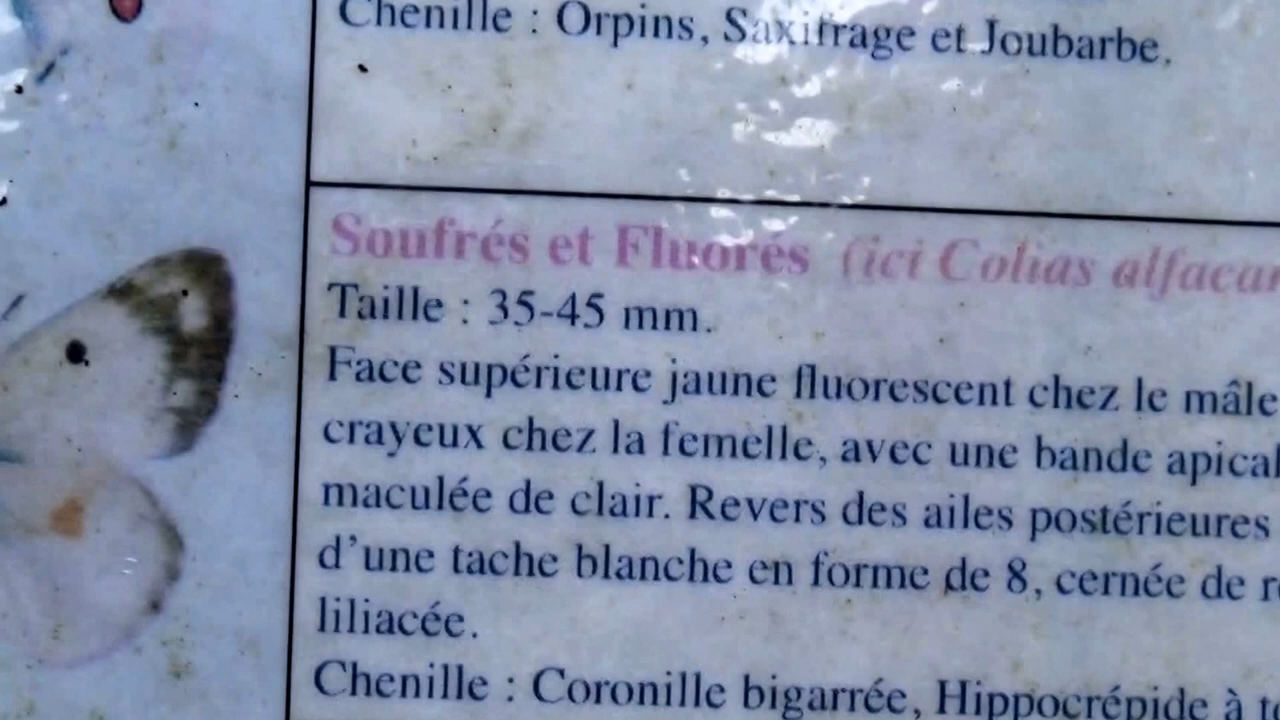 Chenille : Orpins, Saxifrage et Joubarbe.
Soufrés et Fluorés (ici Colias alfacar
Taille : 35-45 mm.
Face supérieure jaune fluorescent chez le mâle
crayeux chez la femelle, avec une bande apical
maculée de clair. Revers des ailes postérieures
d'une tache blanche en forme de 8, cernée de
liliacée.
Chenille : Coronille bigarrée, Hippocrépide à